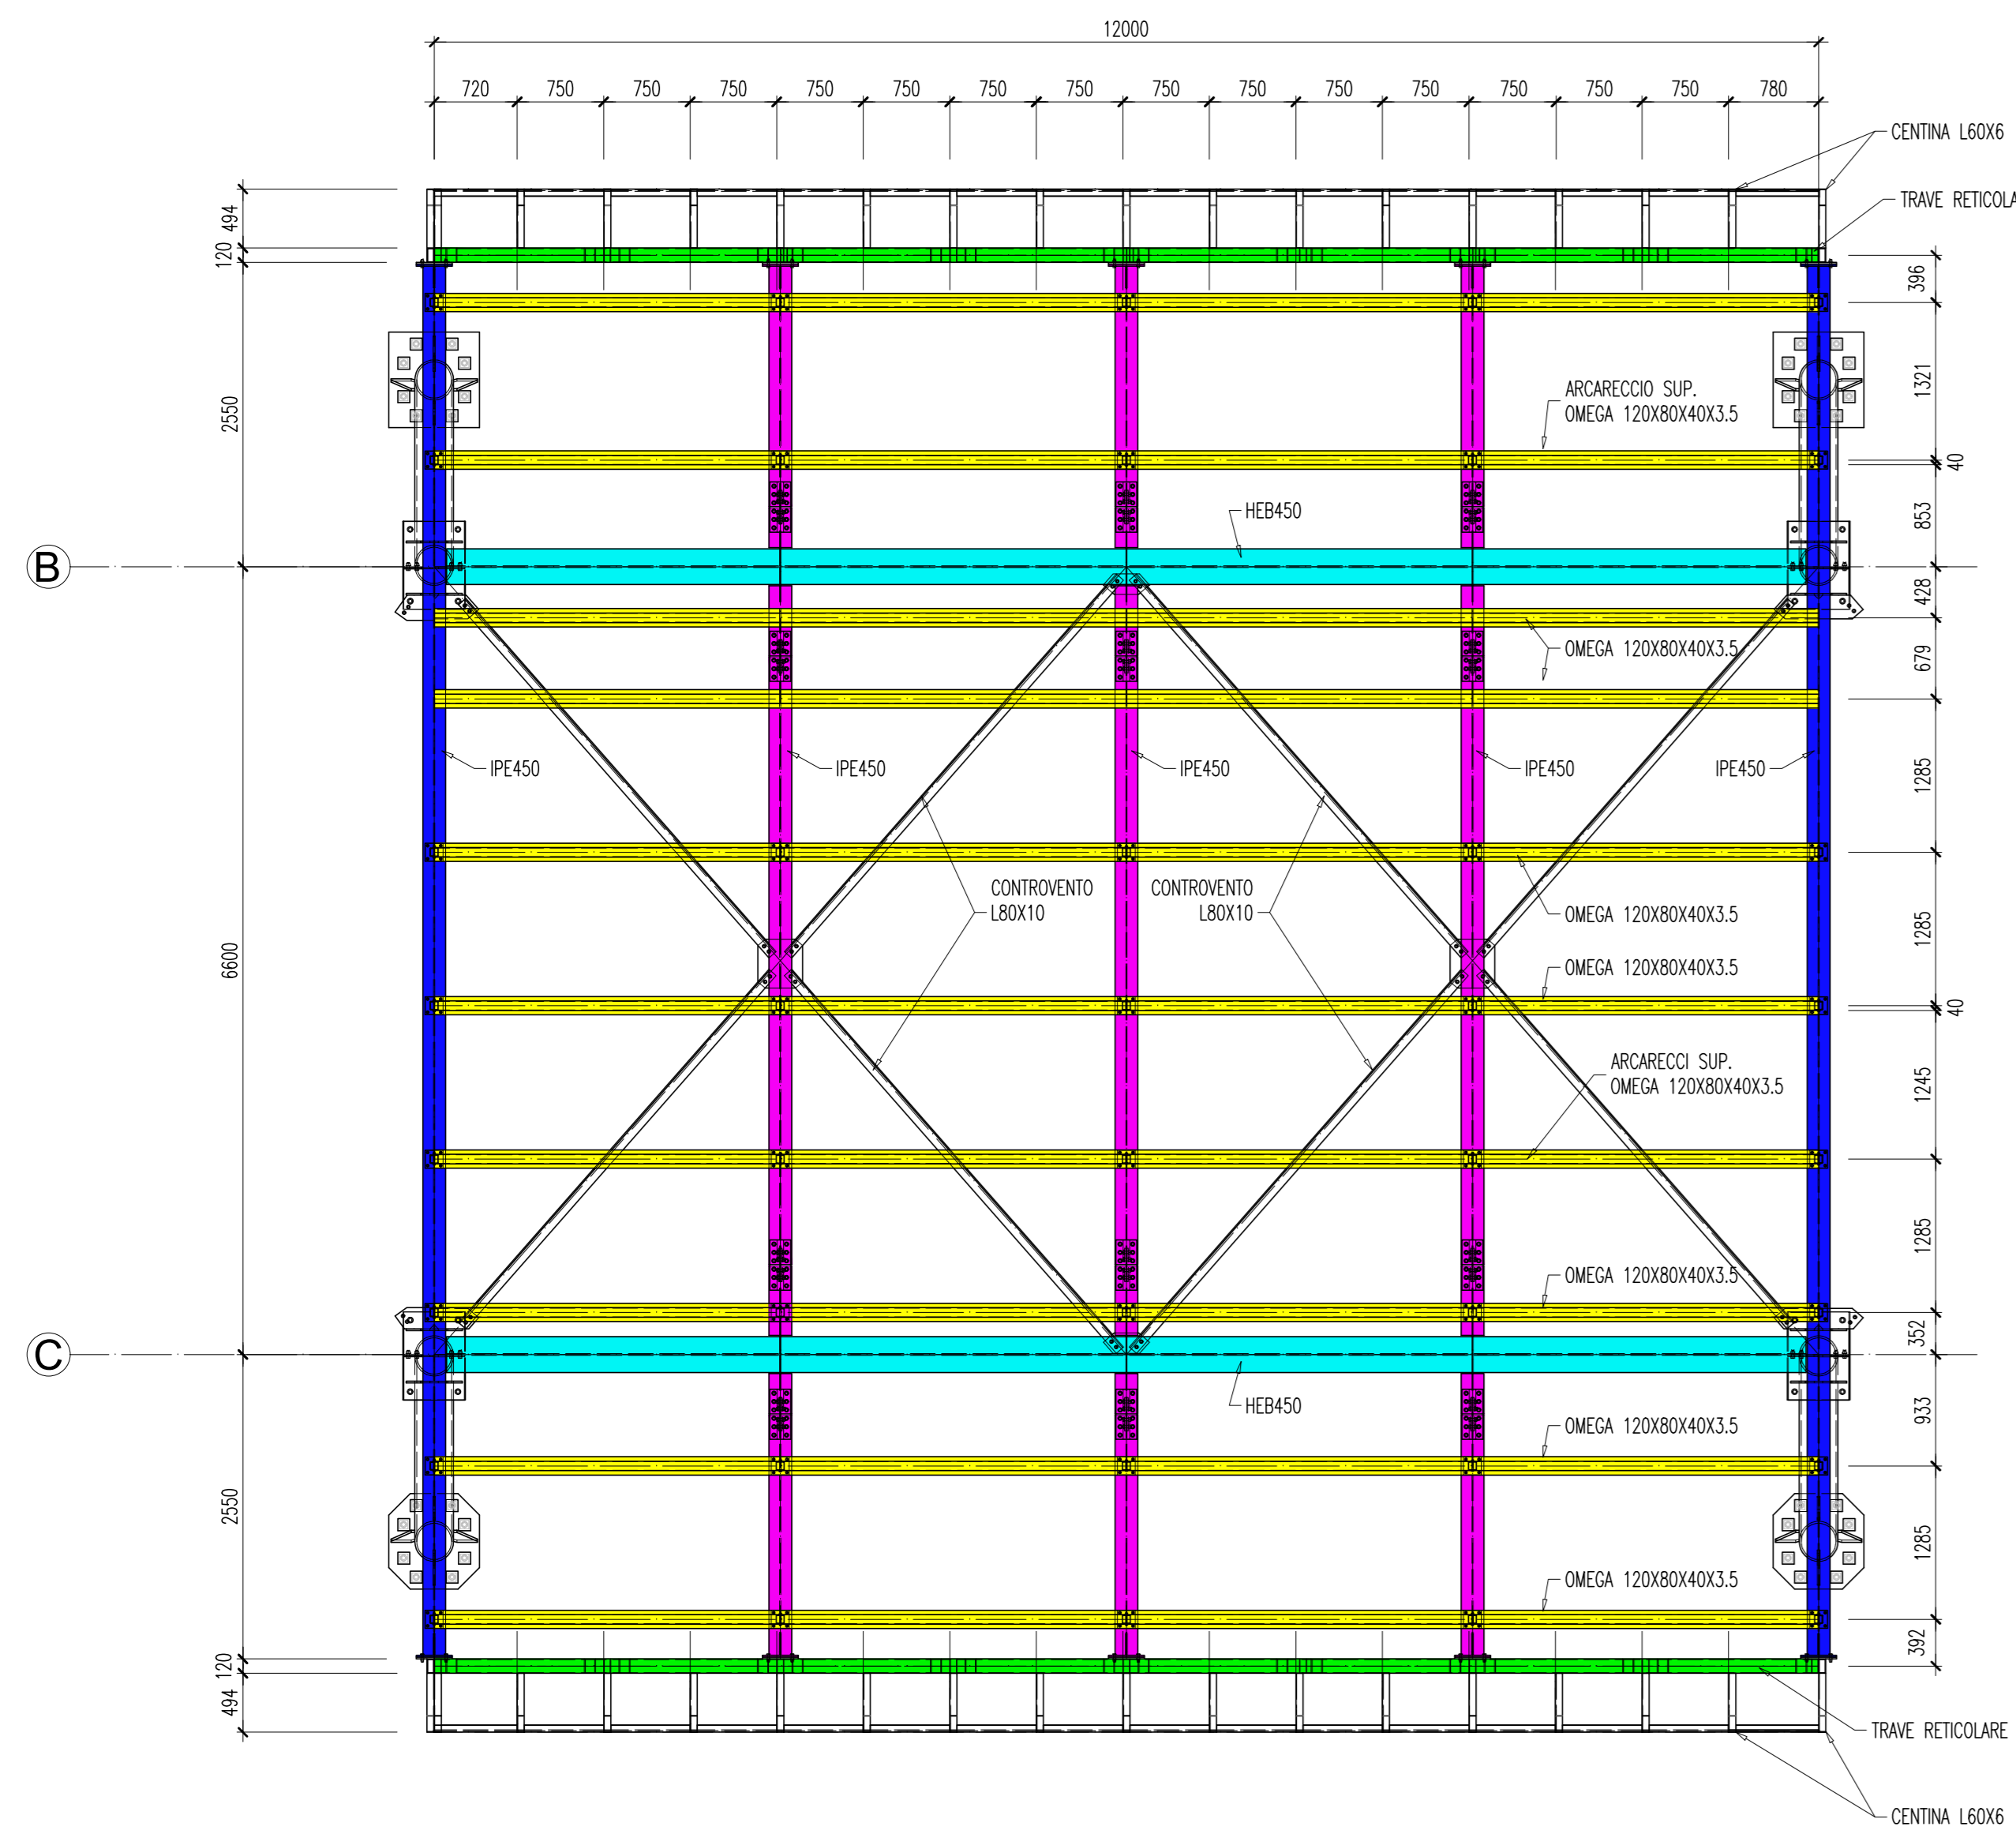 12000
720 750 750 750 750 750 750 750 750 750 750 750 750 750 750 780
CENTINA L60X6
TRAVE RETICOLA
494
120
396
2550
1321
ARCARECCIO SUP.
OMEGA 120X80X40X3.5
40
HEB450
853
B
428
OMEGA 120X80X40X3.5
679
IPE450
IPE450
IPE450
IPE450
IPE450
1285
CONTROVENTO
L80X10
CONTROVENTO
L80X10
OMEGA 120X80X40X3.5
1285
6600
OMEGA 120X80X40X3.5
40
ARCARECCI SUP.
OMEGA 120X80X40X3.5
1245
1285
OMEGA 120X80X40X3.5
352
C
HEB450
933
OMEGA 120X80X40X3.5
2550
1285
OMEGA 120X80X40X3.5
392
120
494
TRAVE RETICOLARE
CENTINA L60X6